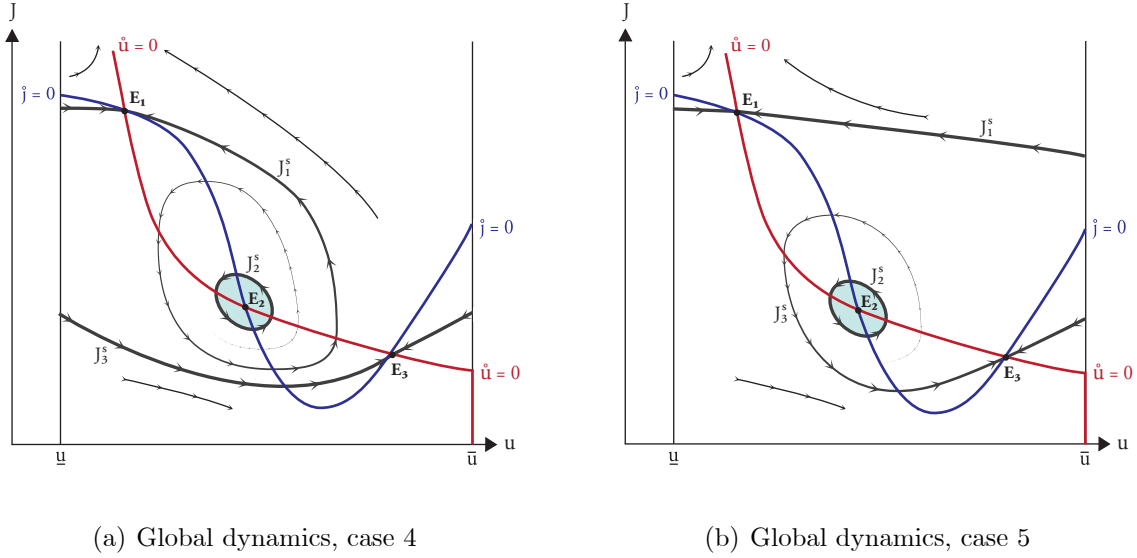 J
J
ů = 0
ů = 0
j̊ = 0
E₁
j̊ = 0
E₁
J₁ˢ
J₁ˢ
j̊ = 0
j̊ = 0
J₂ˢ
E₂
J₂ˢ
E₂
J₃ˢ
J₃ˢ
E₃
ů = 0
E₃
ů = 0
u
u
u̲
ū
u̲
ū
(a) Global dynamics, case 4
(b) Global dynamics, case 5